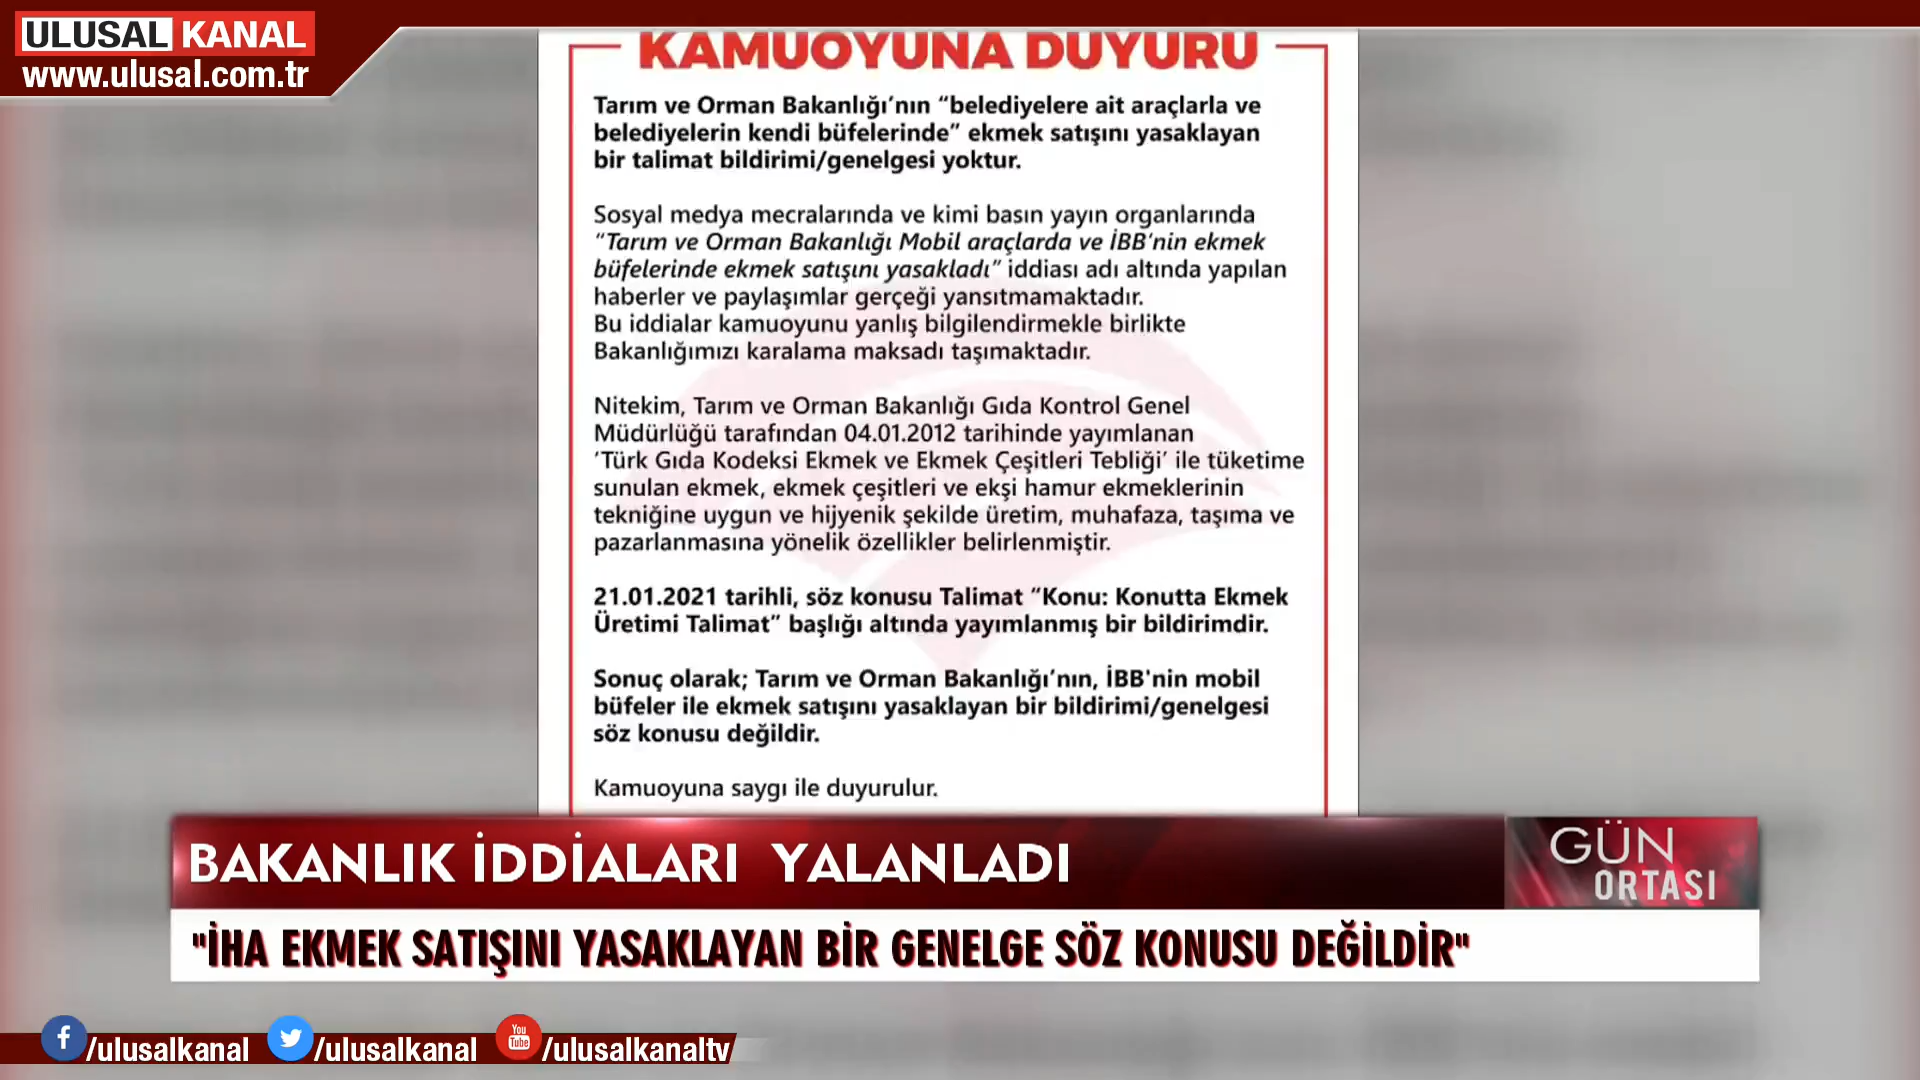 ULUSAL KANAL
www.ulusal.com.tr
KAMUOYUNA DUYURU
Tarım ve Orman Bakanlığı’nın “belediyelere ait araçlarla ve
belediyelerin kendi büfelerinde” ekmek satışını yasaklayan
bir talimat bildirimi/genelgesi yoktur.
Sosyal medya mecralarında ve kimi basın yayın organlarında
“Tarım ve Orman Bakanlığı Mobil araçlarda ve İBB’nin ekmek
büfelerinde ekmek satışını yasakladı” iddiası adı altında yapılan
haberler ve paylaşımlar gerçeği yansıtmamaktadır.
Bu iddialar kamuoyunu yanlış bilgilendirmekle birlikte
Bakanlığımızı karalama maksadı taşımaktadır.
Nitekim, Tarım ve Orman Bakanlığı Gıda Kontrol Genel
Müdürlüğü tarafından 04.01.2012 tarihinde yayımlanan
‘Türk Gıda Kodeksi Ekmek ve Ekmek Çeşitleri Tebliği’ ile tüketime
sunulan ekmek, ekmek çeşitleri ve ekşi hamur ekmeklerinin
tekniğine uygun ve hijyenik şekilde üretim, muhafaza, taşıma ve
pazarlanmasına yönelik özellikler belirlenmiştir.
21.01.2021 tarihli, söz konusu Talimat “Konu: Konutta Ekmek
Üretimi Talimat” başlığı altında yayımlanmış bir bildirimdir.
Sonuç olarak; Tarım ve Orman Bakanlığı’nın, İBB'nin mobil
büfeler ile ekmek satışını yasaklayan bir bildirimi/genelgesi
söz konusu değildir.
Kamuoyuna saygı ile duyurulur.
BAKANLIK İDDİALARI YALANLADI
GÜN
ORTASI
"İHA EKMEK SATIŞINI YASAKLAYAN BİR GENELGE SÖZ KONUSU DEĞİLDİR"
/ulusalkanal /ulusalkanal You Tube /ulusalkanaltv